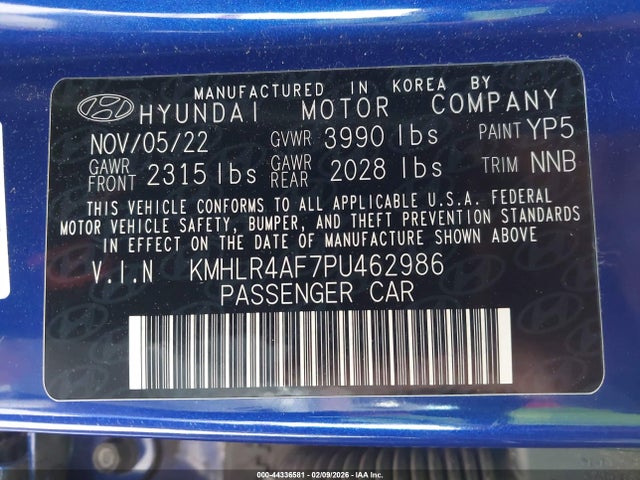 MANUFACTURED IN KOREA BY
HYUNDAI MOTOR COMPANY
NOV/05/22 GVWR 3990 lbs PAINT YP5
GAWR FRONT 2315 lbs GAWR REAR 2028 lbs TRIM NNB
THIS VEHICLE CONFORMS TO ALL APPLICABLE U.S.A. FEDERAL
MOTOR VEHICLE SAFETY, BUMPER, AND THEFT PREVENTION STANDARDS
IN EFFECT ON THE DATE OF MANUFACTURE SHOWN ABOVE.
V.I.N KMHLR4AF7PU462986
PASSENGER CAR
000-44336581 - 02/09/2026 - IAA Inc.